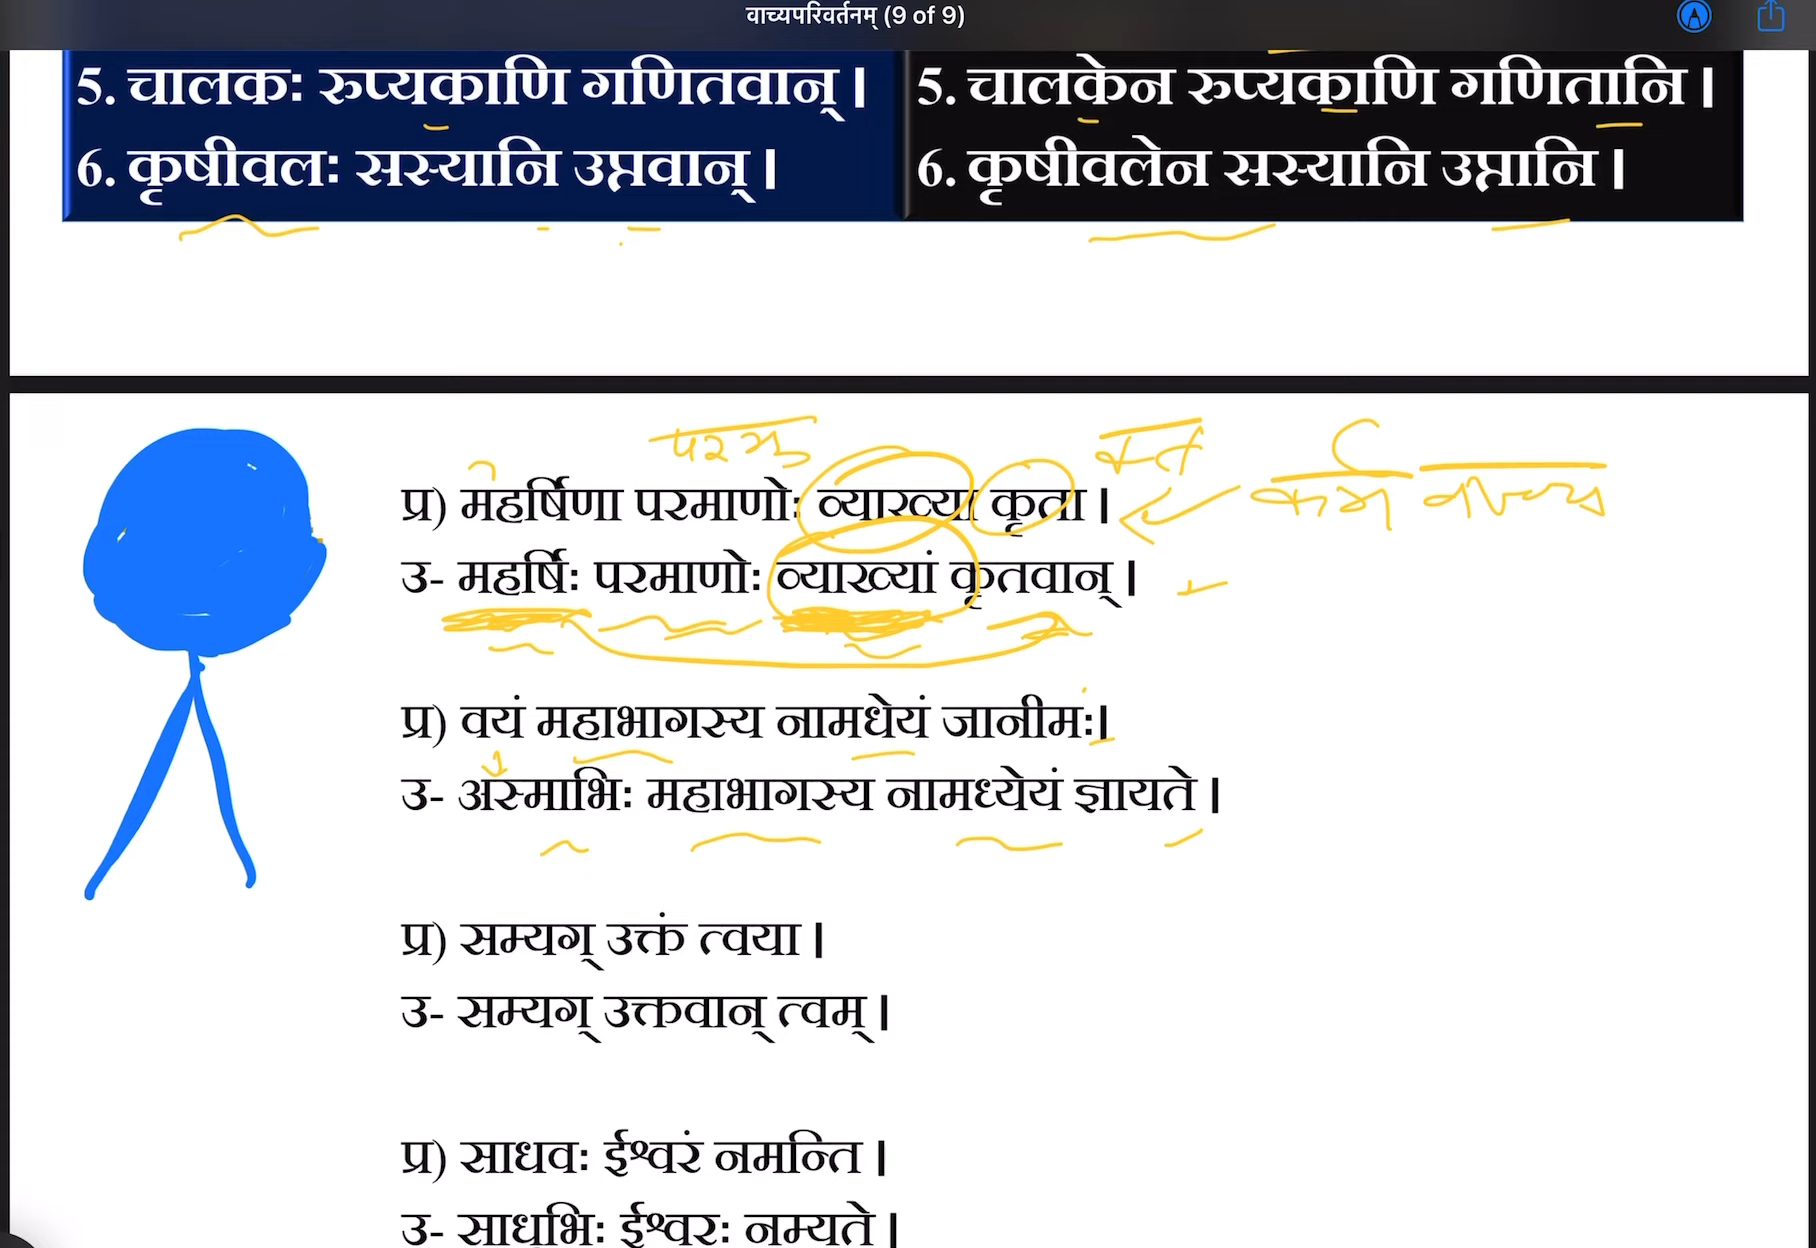 वाच्यपरिवर्तनम् (9 of 9)
5. चालकः रुप्यकाणि गणितवान् । 5. चालकेन रुप्यकाणि गणितानि ।
6. कृषीवलः सस्यानि उप्तवान् । 6. कृषीवलेन सस्यानि उप्तानि ।
प्र) महर्षिणा परमाणोः व्याख्या कृता ।
कर्म वाच्य
उ- महर्षिः परमाणोः व्याख्यां कृतवान् ।
प्र) वयं महाभागस्य नामधेयं जानीमः।
उ- अस्माभिः महाभागस्य नामध्येयं ज्ञायते ।
प्र) सम्यग् उक्तं त्वया ।
उ- सम्यग् उक्तवान् त्वम् ।
प्र) साधवः ईश्वरं नमन्ति ।
उ- साधुभिः ईश्वरः नम्यते ।